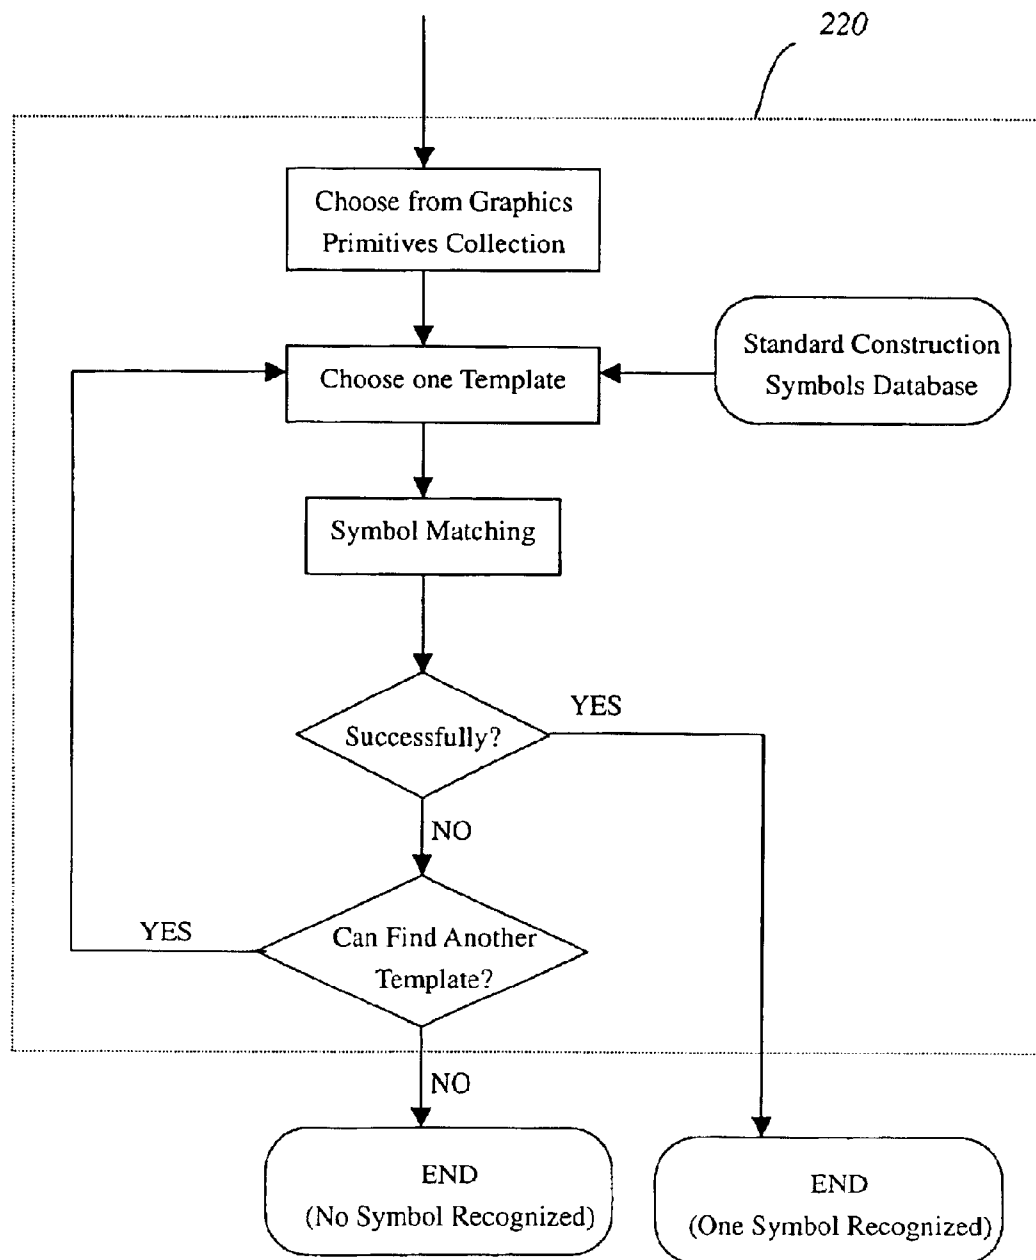 220
Choose from Graphics
Primitives Collection
Standard Construction
Symbols Database
Choose one Template
Symbol Matching
YES
Successfully?
NO
YES
Can Find Another
Template?
NO
END
(No Symbol Recognized)
END
(One Symbol Recognized)